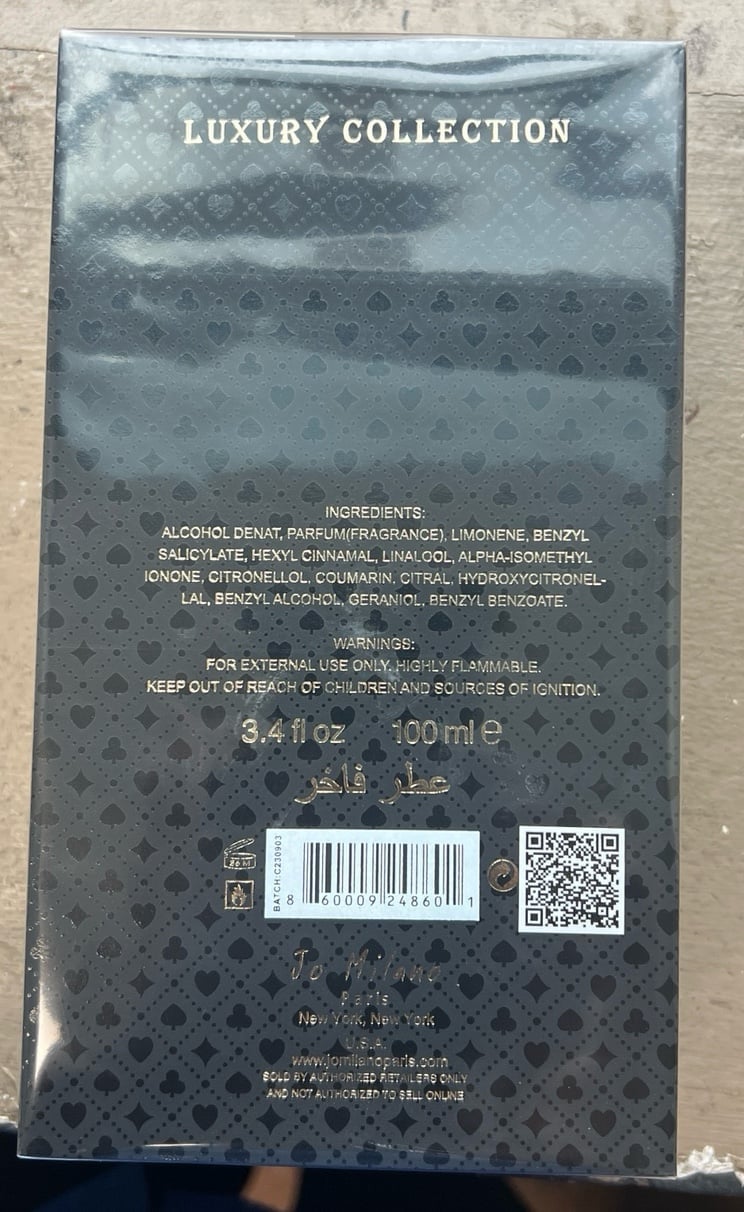 LUXURY COLLECTION
INGREDIENTS:
ALCOHOL DENAT, PARFUM(FRAGRANCE), LIMONENE, BENZYL
SALICYLATE, HEXYL CINNAMAL, LINALOOL, ALPHA-ISOMETHYL
IONONE, CITRONELLOL, COUMARIN, CITRAL, HYDROXYCITRONEL-
LAL, BENZYL ALCOHOL, GERANIOL, BENZYL BENZOATE.
WARNINGS:
FOR EXTERNAL USE ONLY. HIGHLY FLAMMABLE.
KEEP OUT OF REACH OF CHILDREN AND SOURCES OF IGNITION.
3.4 fl oz 100 ml e
عطر فاخر
BATCH:C230903
8 60009 24860 1
Jo Milano
Paris
New York, New York
U.S.A.
www.jomilanoparis.com
SOLD BY AUTHORIZED RETAILERS ONLY
AND NOT AUTHORIZED TO SELL ONLINE